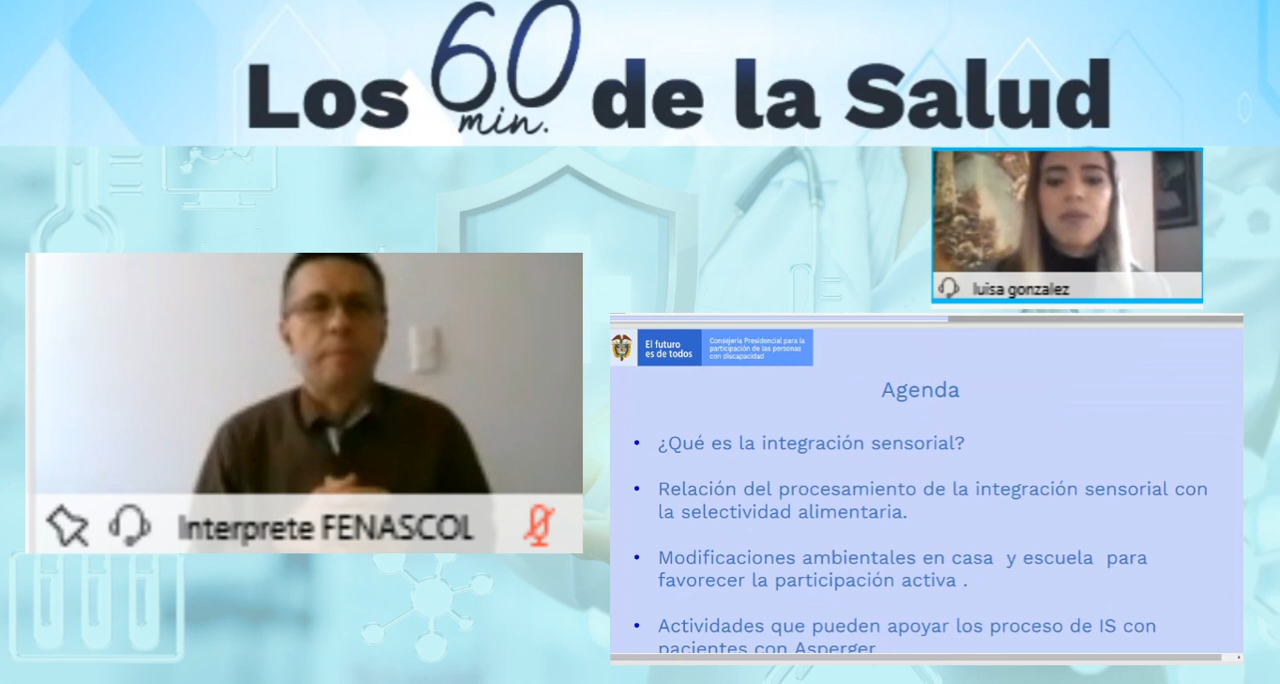 Los 60 min. de la Salud
luisa gonzalez
Interprete FENASCOL
El futuro
es de todos
Consejería Presidencial para la
participación de las personas
con discapacidad
Agenda
• ¿Qué es la integración sensorial?
• Relación del procesamiento de la integración sensorial con
la selectividad alimentaria.
• Modificaciones ambientales en casa  y escuela  para
favorecer la participación activa .
• Actividades que pueden apoyar los proceso de IS con
pacientes con Asperger